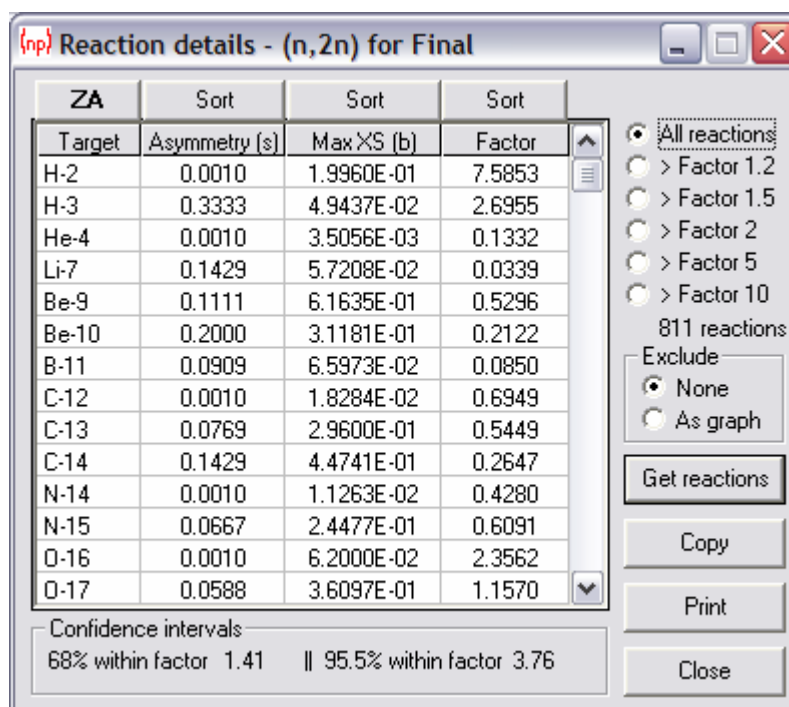 {np} Reaction details - (n,2n) for Final
ZA Sort Sort Sort
Target Asymmetry (s) Max XS (b) Factor
H-2 0.0010 1.9960E-01 7.5853
H-3 0.3333 4.9437E-02 2.6955
He-4 0.0010 3.5056E-03 0.1332
Li-7 0.1429 5.7208E-02 0.0339
Be-9 0.1111 6.1635E-01 0.5296
Be-10 0.2000 3.1181E-01 0.2122
B-11 0.0909 6.5973E-02 0.0850
C-12 0.0010 1.8284E-02 0.6949
C-13 0.0769 2.9600E-01 0.5449
C-14 0.1429 4.4741E-01 0.2647
N-14 0.0010 1.1263E-02 0.4280
N-15 0.0667 2.4477E-01 0.6091
O-16 0.0010 6.2000E-02 2.3562
O-17 0.0588 3.6097E-01 1.1570
Confidence intervals
68% within factor 1.41 || 95.5% within factor 3.76
All reactions
> Factor 1.2
> Factor 1.5
> Factor 2
> Factor 5
> Factor 10
811 reactions
Exclude
None
As graph
Get reactions
Copy
Print
Close